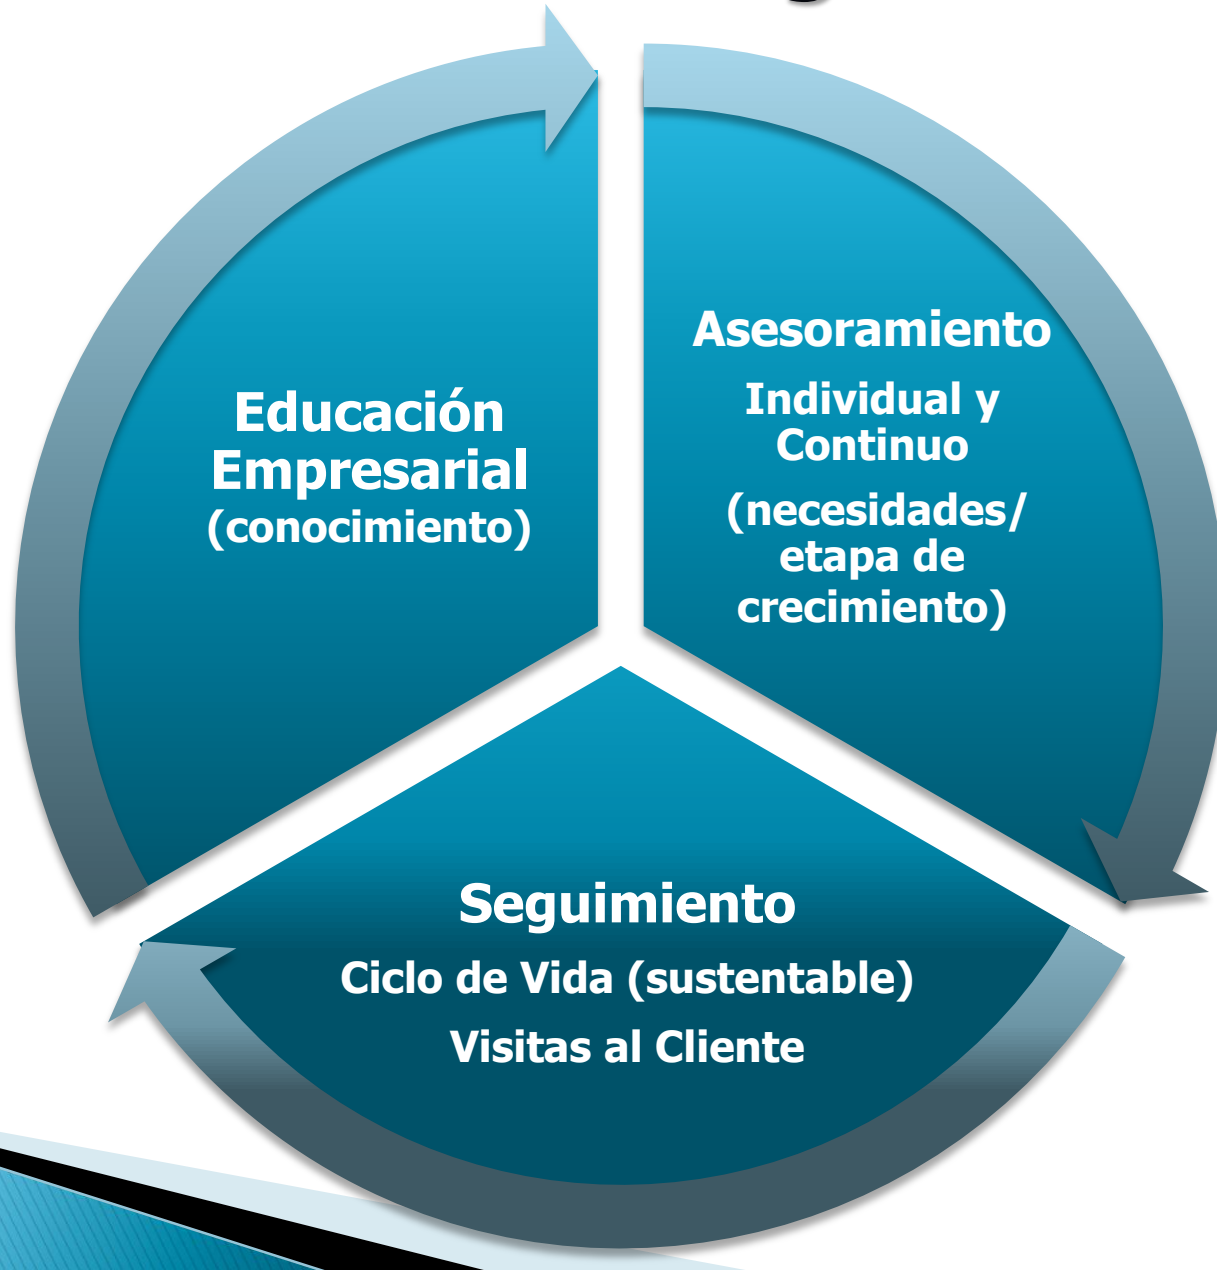 Educación
Empresarial
(conocimiento)
Asesoramiento
Individual y
Continuo
(necesidades/
etapa de
crecimiento)
Seguimiento
Ciclo de Vida (sustentable)
Visitas al Cliente